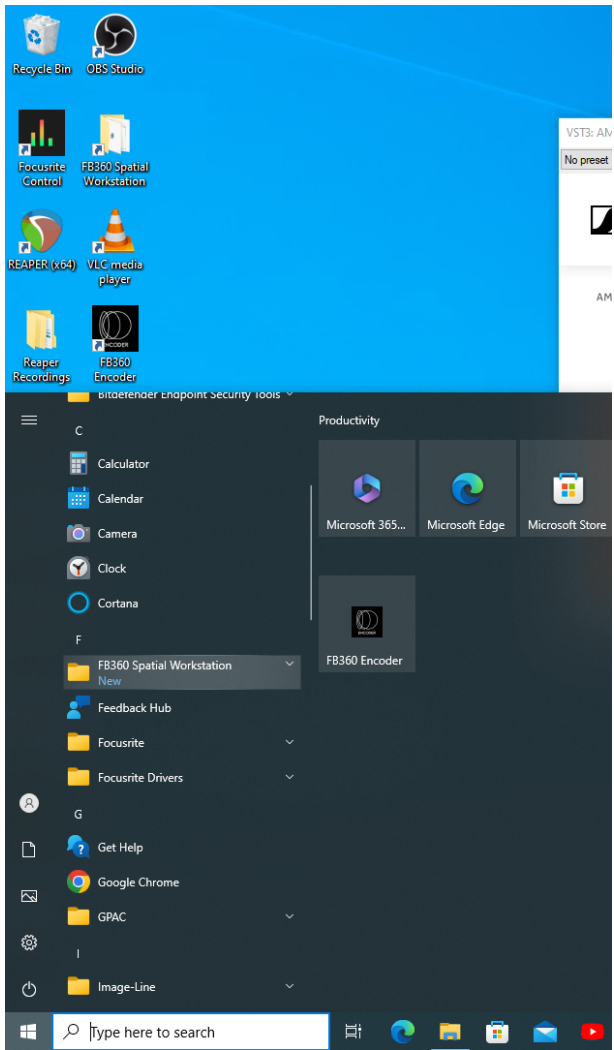 Recycle Bin
OBS Studio
Focusrite
Control
FB360 Spatial
Workstation
REAPER (x64)
VLC media
player
Reaper
Recordings
ENCODER
FB360
Encoder
VST3: AM
No preset
AM
Bitdefender Endpoint Security Tools
C
Calculator
Calendar
Camera
Clock
Cortana
F
FB360 Spatial Workstation
New
Feedback Hub
Focusrite
Focusrite Drivers
G
Get Help
Google Chrome
GPAC
I
Image-Line
Productivity
Microsoft 365...
Microsoft Edge
Microsoft Store
ENCODER
FB360 Encoder
Type here to search